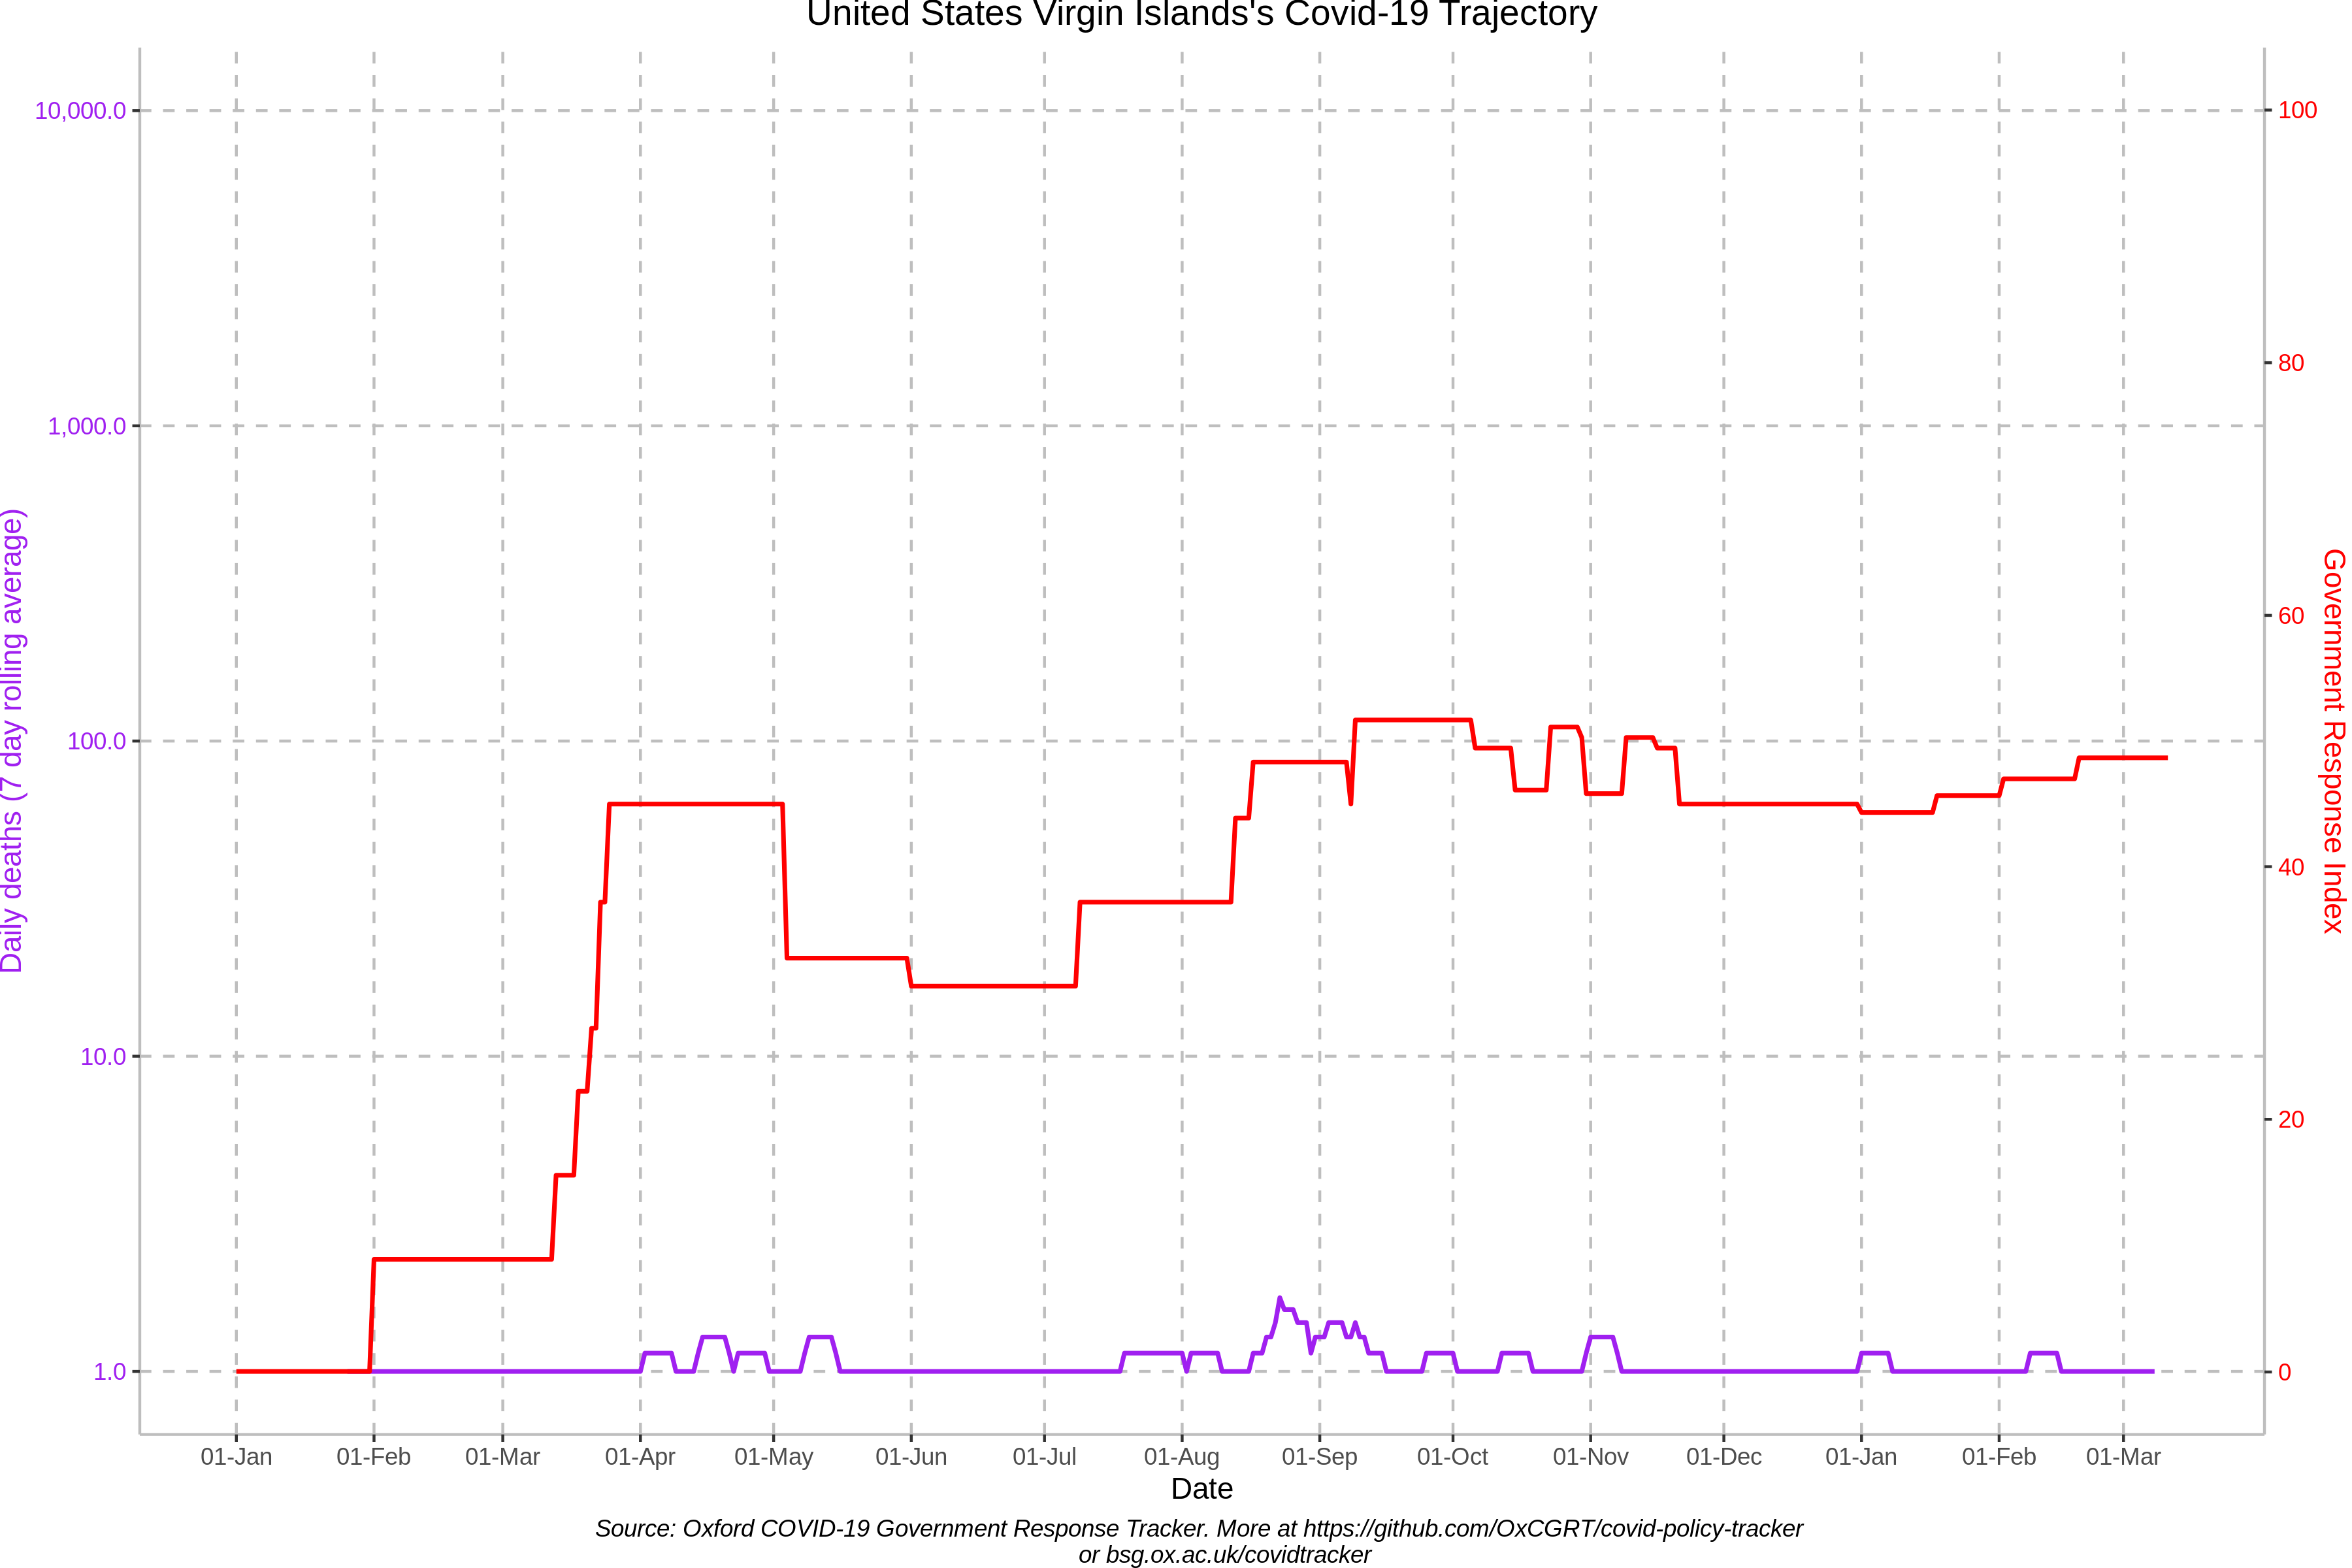 United States Virgin Islands's Covid-19 Trajectory
10,000.0
1,000.0
100.0
10.0
1.0
Daily deaths (7 day rolling average)
100
80
60
40
20
0
Government Response Index
01-Jan 01-Feb 01-Mar 01-Apr 01-May 01-Jun 01-Jul 01-Aug 01-Sep 01-Oct 01-Nov 01-Dec 01-Jan 01-Feb 01-Mar
Date
Source: Oxford COVID-19 Government Response Tracker. More at https://github.com/OxCGRT/covid-policy-tracker
or bsg.ox.ac.uk/covidtracker